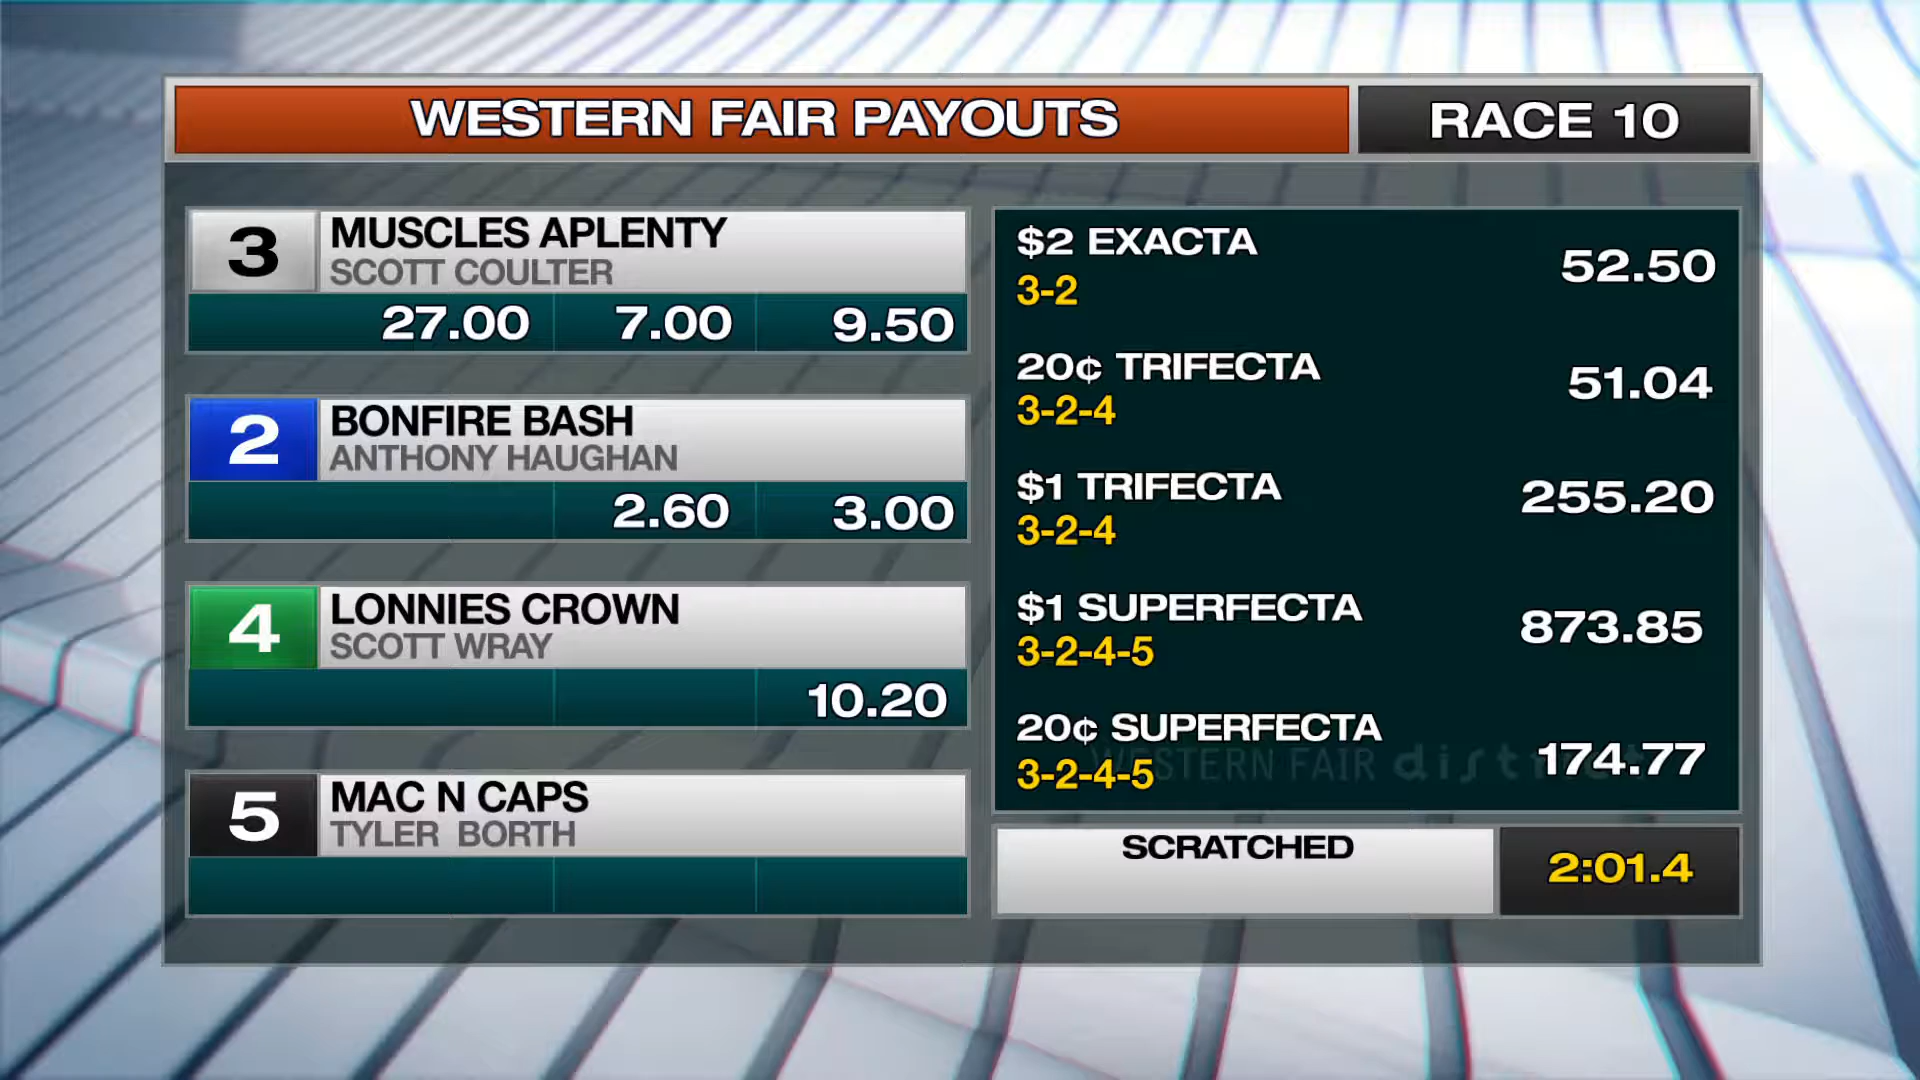 WESTERN FAIR PAYOUTS
RACE 10
3
MUSCLES APLENTY
SCOTT COULTER
27.00 7.00 9.50
2
BONFIRE BASH
ANTHONY HAUGHAN
2.60 3.00
4
LONNIES CROWN
SCOTT WRAY
10.20
5
MAC N CAPS
TYLER BORTH
$2 EXACTA
3-2
52.50
20¢ TRIFECTA
3-2-4
51.04
$1 TRIFECTA
3-2-4
255.20
$1 SUPERFECTA
3-2-4-5
873.85
20¢ SUPERFECTA
3-2-4-5
174.77
WESTERN FAIR
SCRATCHED
2:01.4